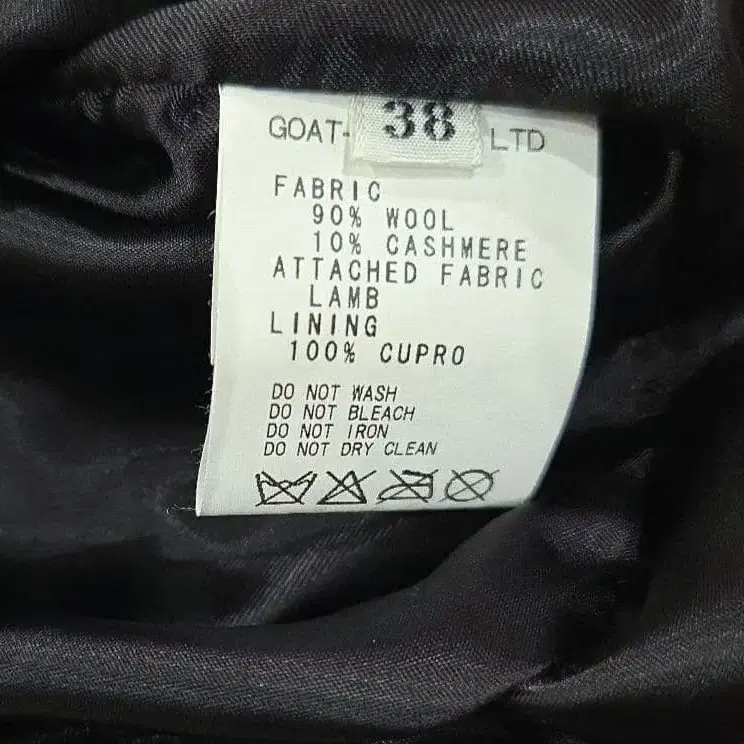 38
GOAT- LTD
FABRIC
90% WOOL
10% CASHMERE
ATTACHED FABRIC
LAMB
LINING
100% CUPRO
DO NOT WASH
DO NOT BLEACH
DO NOT IRON
DO NOT DRY CLEAN